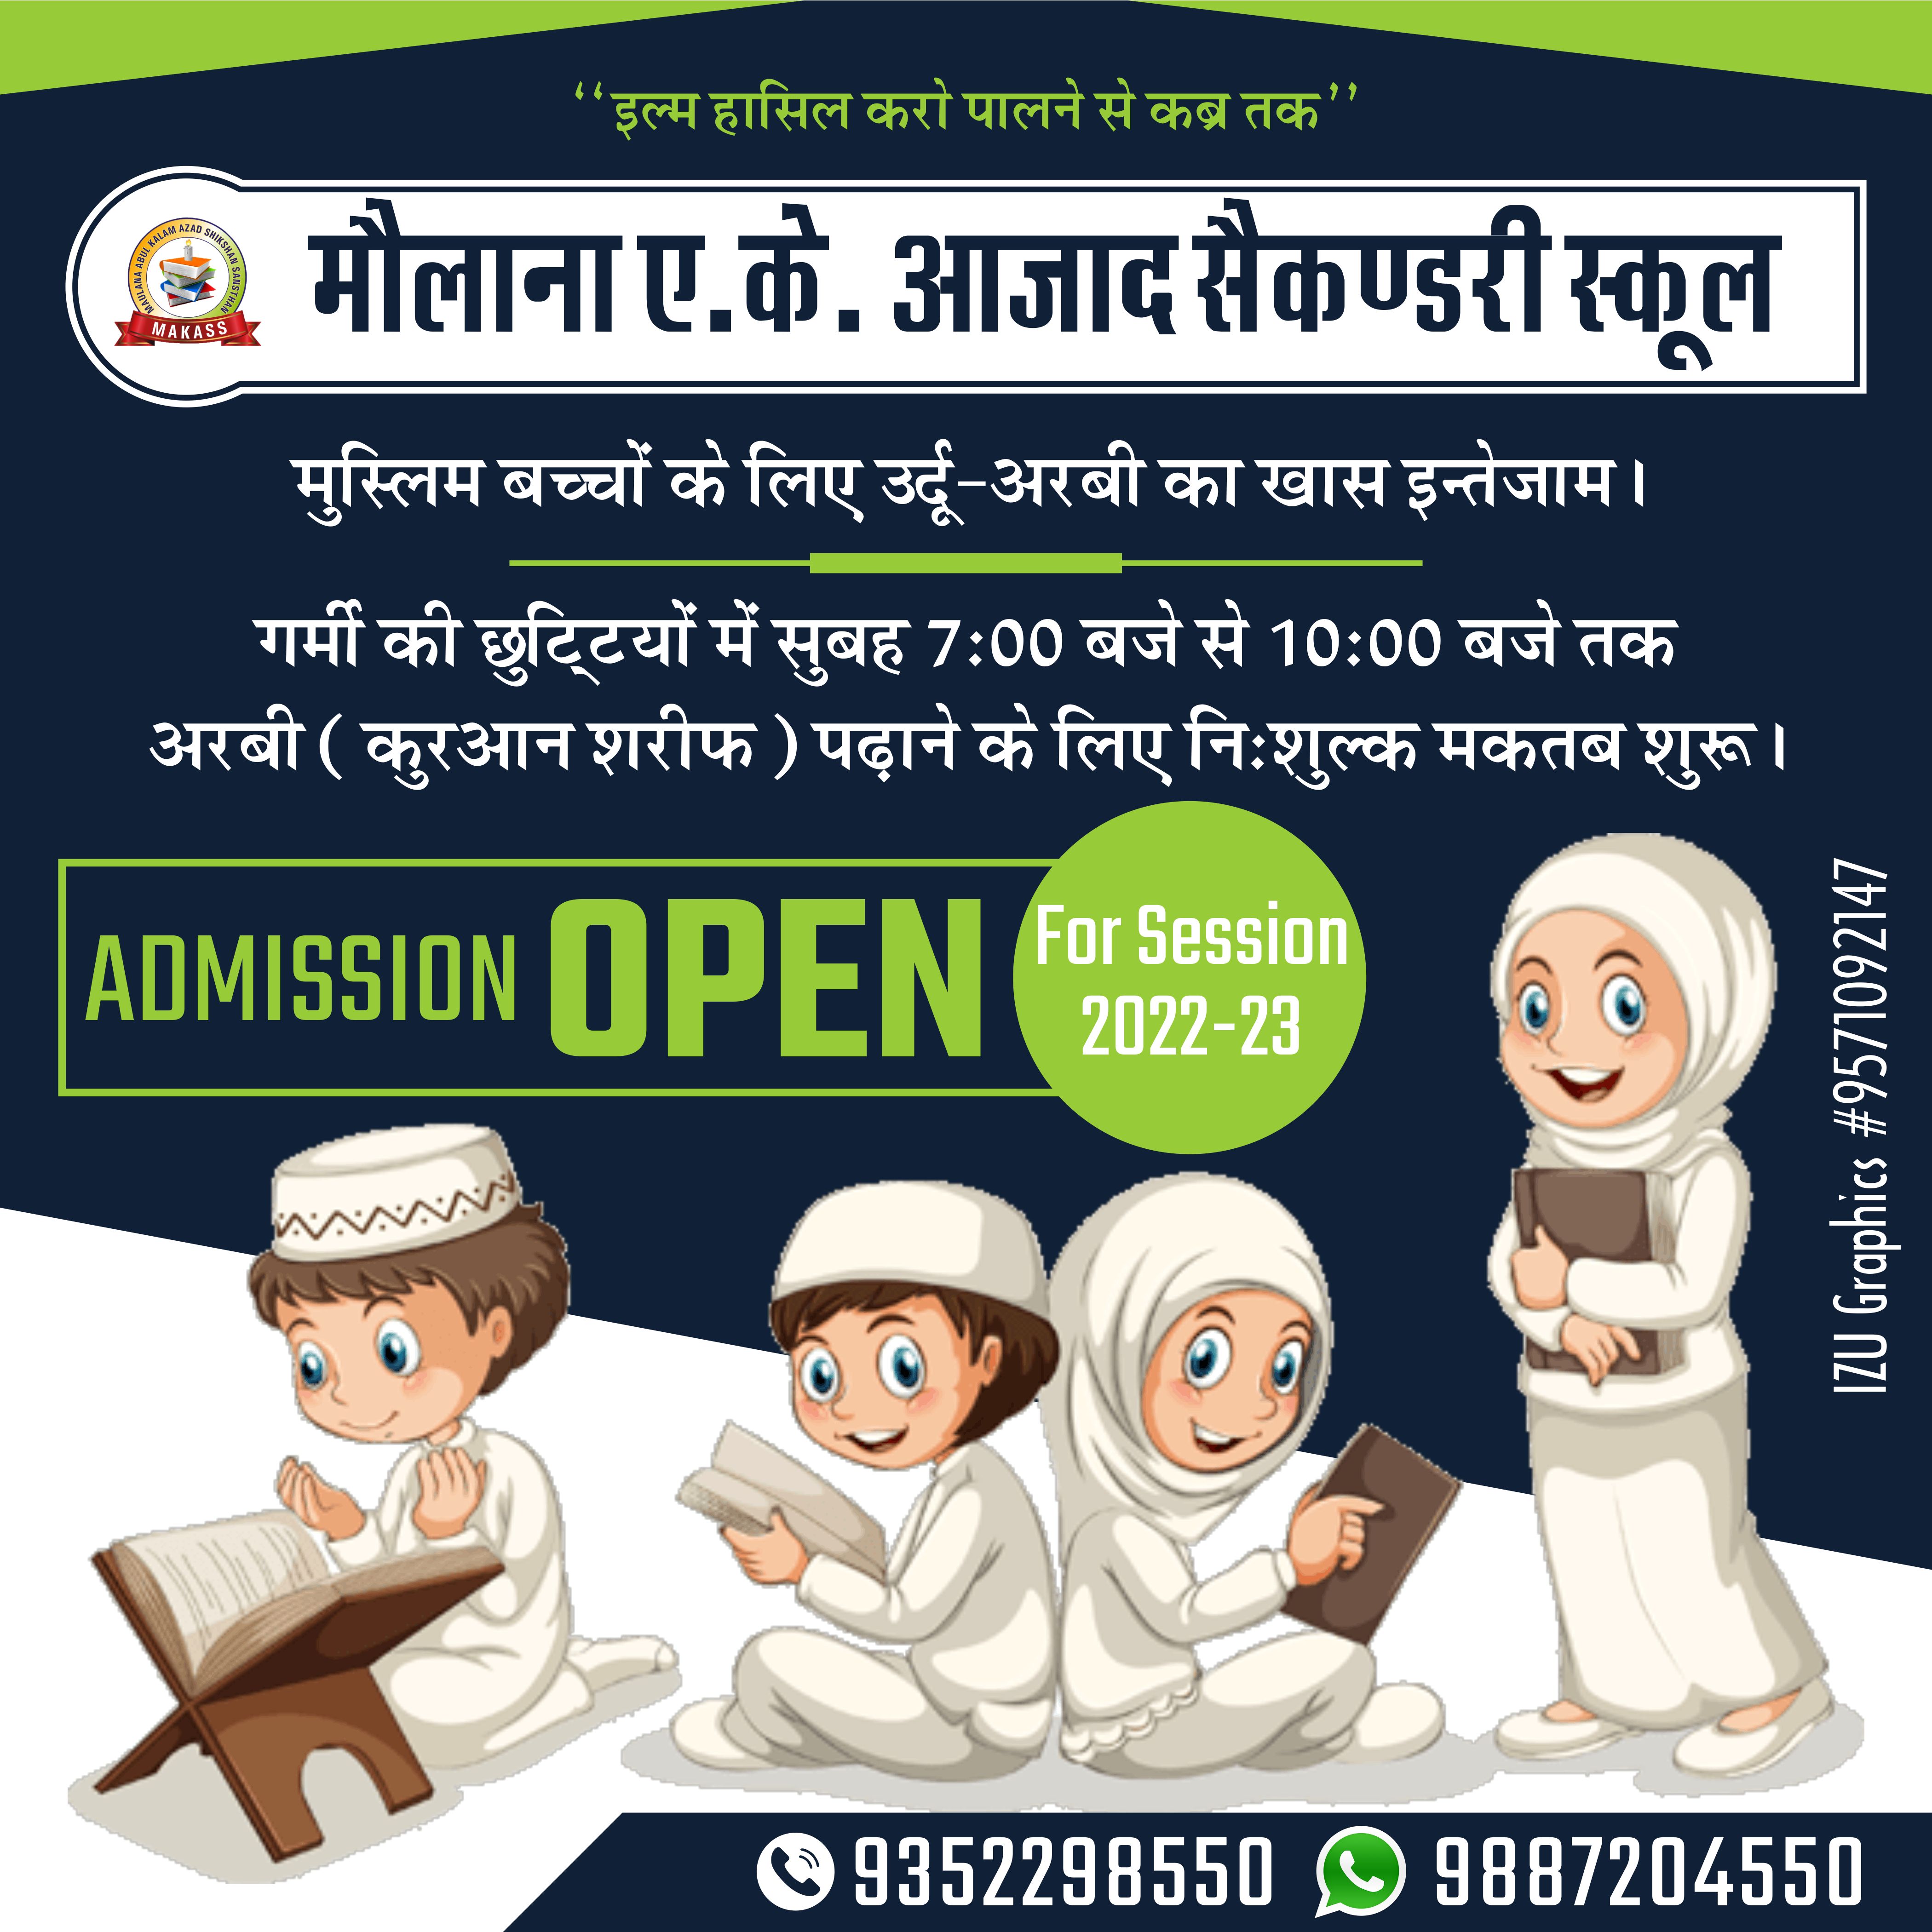 “इल्म हासिल करो पालने से कब्र तक”
MAULANA ABUL KALAM AZAD SHIKSHAN SANSTHAN
MAKASS
मौलाना ए.के. आजाद सैकण्डरी स्कूल
मुस्लिम बच्चों के लिए उर्दू-अरबी का खास इन्तेजाम।
गर्मी की छुट्टियों में सुबह 7:00 बजे से 10:00 बजे तक
अरबी ( कुरआन शरीफ ) पढ़ाने के लिए नि:शुल्क मकतब शुरू।
ADMISSION OPEN
For Session
2022-23
IZU Graphics #9571092147
9352298550 9887204550